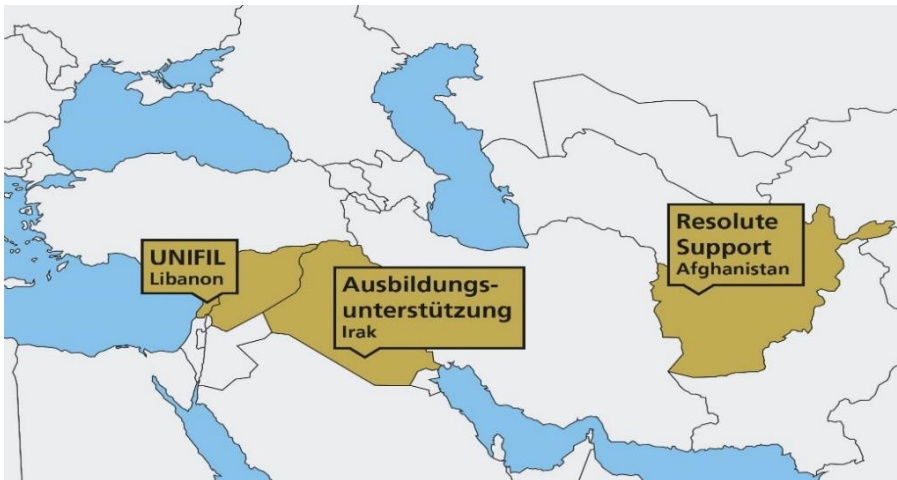 UNIFIL
Libanon
Ausbildungs-
unterstützung
Irak
Resolute
Support
Afghanistan